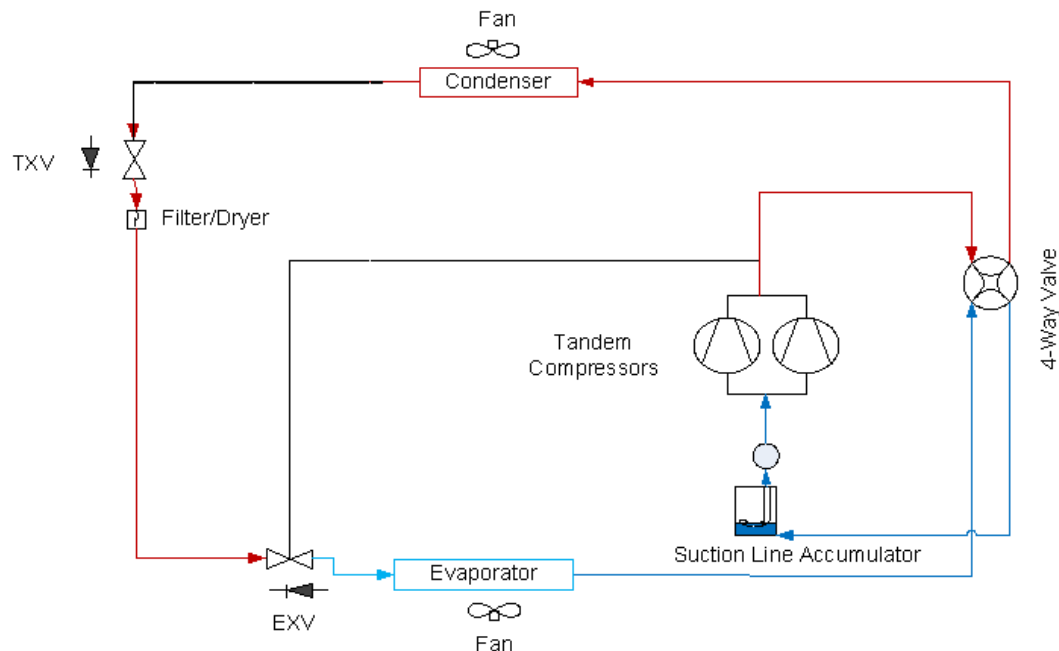 Fan
Condenser
TXV
Filter/Dryer
4-Way Valve
Tandem
Compressors
Suction Line Accumulator
Evaporator
EXV
Fan